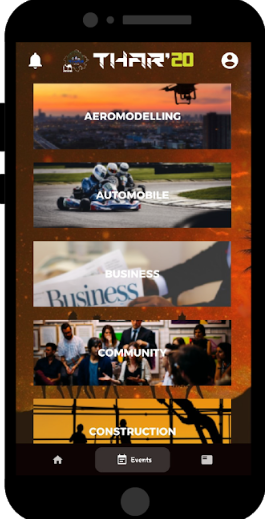 THAR'20
AEROMODELLING
AUTOMOBILE
BUSINESS
Business
COMMUNITY
CONSTRUCTION
Events